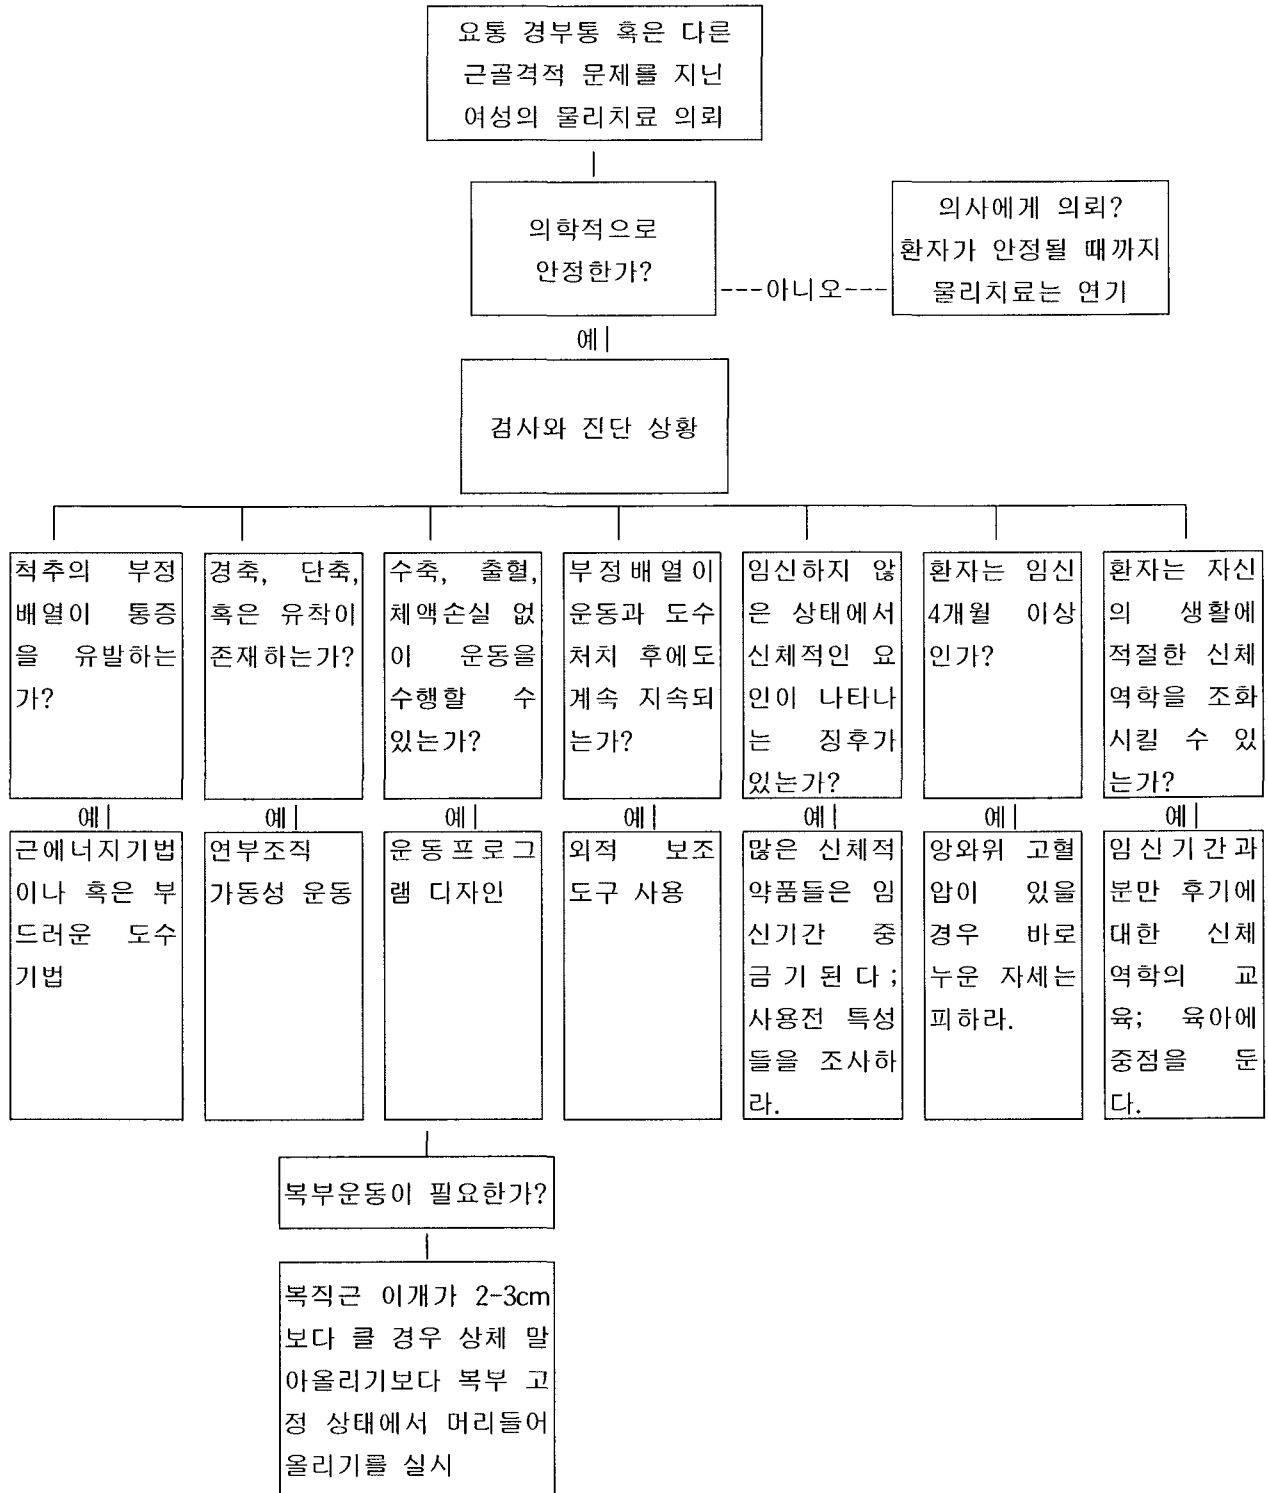 요통 경부통 혹은 다른
근골격적 문제를 지닌
여성의 물리치료 의뢰
의학적으로
안정한가?
---아니오---
의사에게 의뢰?
환자가 안정될 때까지
물리치료는 연기
예
검사와 진단 상황
척추의 부정
배열이 통증
을 유발하는
가?
경축, 단축,
혹은 유착이
존재하는가?
수축, 출혈,
체액손실 없
이 운동을
수행할 수
있는가?
부정배열이
운동과 도수
처치 후에도
계속 지속되
는가?
임신하지 않
은 상태에서
신체적인 요
인이 나타나
는 징후가
있는가?
환자는 임신
4개월 이상
인가?
환자는 자신
의 생활에
적절한 신체
역학을 조화
시킬 수 있
는가?
예
예
예
예
예
예
예
근에너지기법
이나 혹은 부
드러운 도수
기법
연부조직
가동성 운동
운동프로그
램 디자인
외적 보조
도구 사용
많은 신체적
약품들은 임
신기간 중
금기된다;
사용전 특성
들을 조사하
라.
앙와위 고혈
압이 있을
경우 바로
누운 자세는
피하라.
임신기간과
분만 후기에
대한 신체
역학의 교
육; 육아에
중점을 둔
다.
복부운동이 필요한가?
복직근 이개가 2-3cm
보다 클 경우 상체 말
아올리기보다 복부 고
정 상태에서 머리들어
올리기를 실시